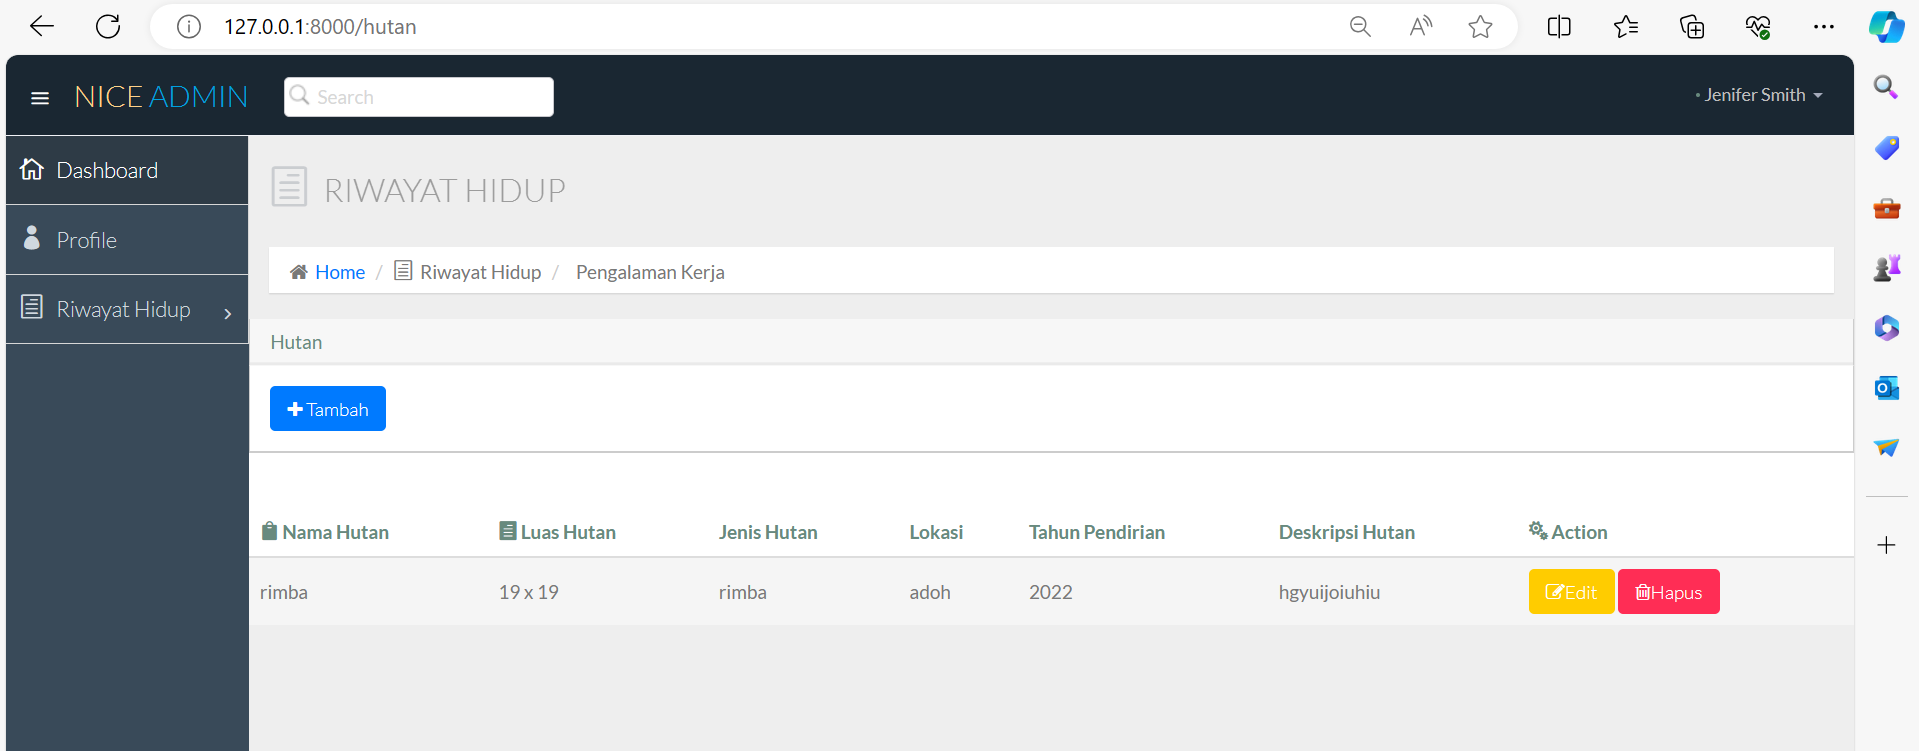 127.0.0.1:8000/hutan
NICE ADMIN
Search
Jenifer Smith
Dashboard
Profile
Riwayat Hidup
RIWAYAT HIDUP
Home / Riwayat Hidup / Pengalaman Kerja
Hutan
Tambah
Nama Hutan Luas Hutan Jenis Hutan Lokasi Tahun Pendirian Deskripsi Hutan Action
rimba 19 x 19 rimba adoh 2022 hgyuijoiuhiu Edit Hapus